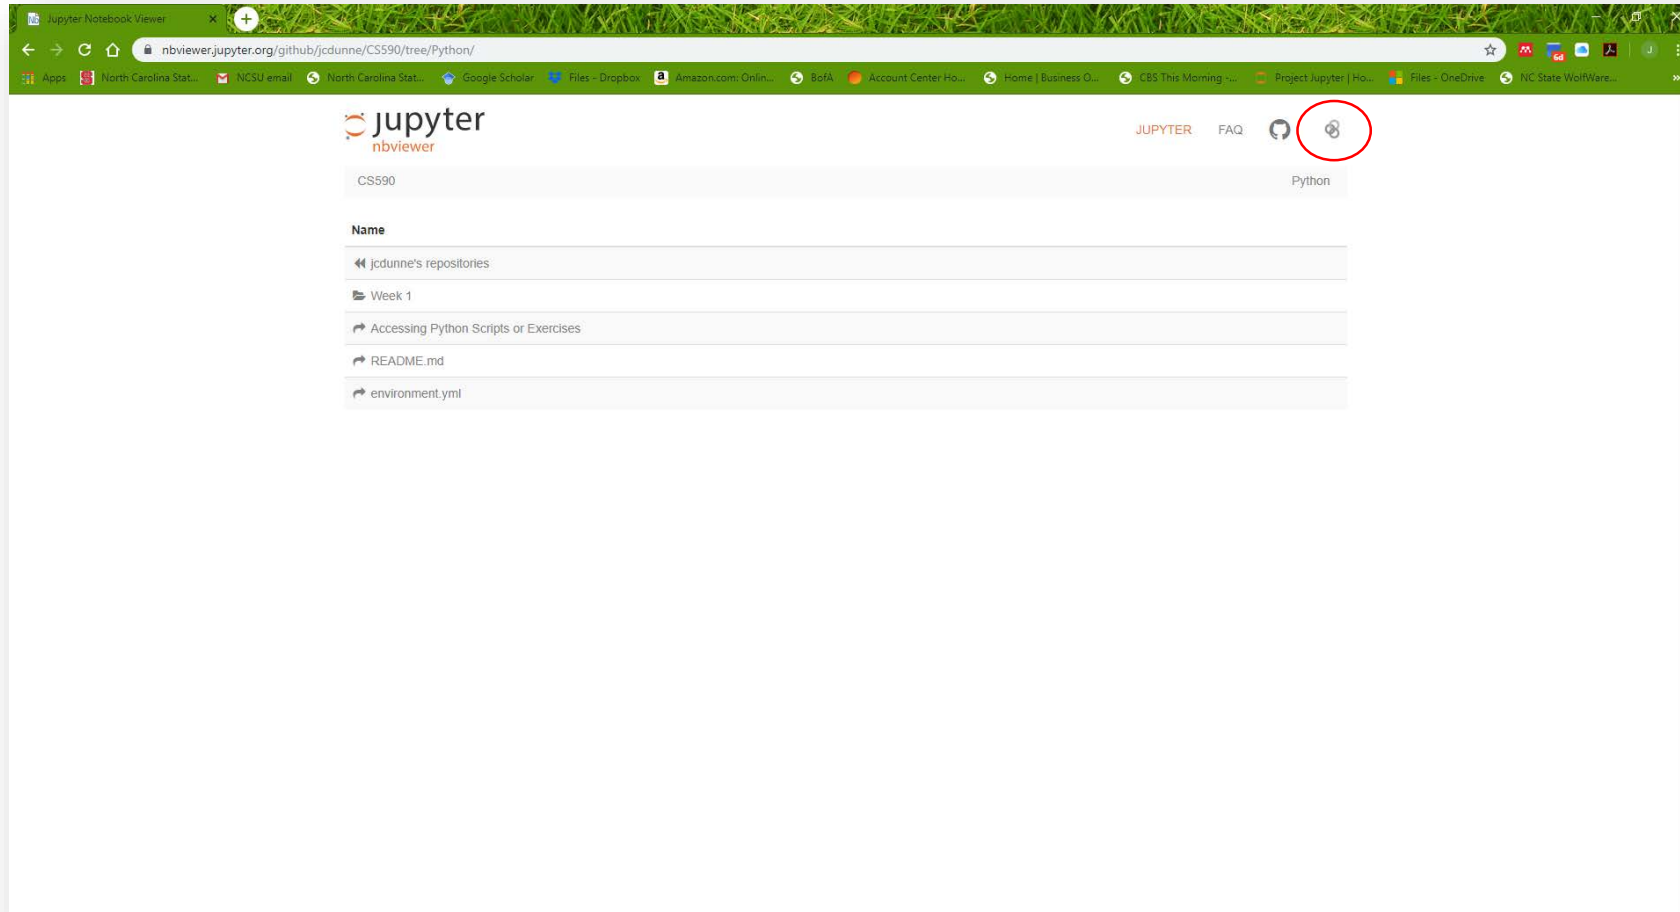 Jupyter Notebook Viewer
nbviewer.jupyter.org/github/jcdunne/CS590/tree/Python/
Apps North Carolina Stat... NCSU email North Carolina Stat... Google Scholar Files - Dropbox Amazon.com: Onlin... BofA Account Center Ho... Home | Business O... CBS This Morning -... Project Jupyter | Ho... Files - OneDrive NC State WolfWare... »
jupyter
nbviewer
JUPYTER FAQ
CS590 Python
Name
jcdunne's repositories
Week 1
Accessing Python Scripts or Exercises
README.md
environment.yml